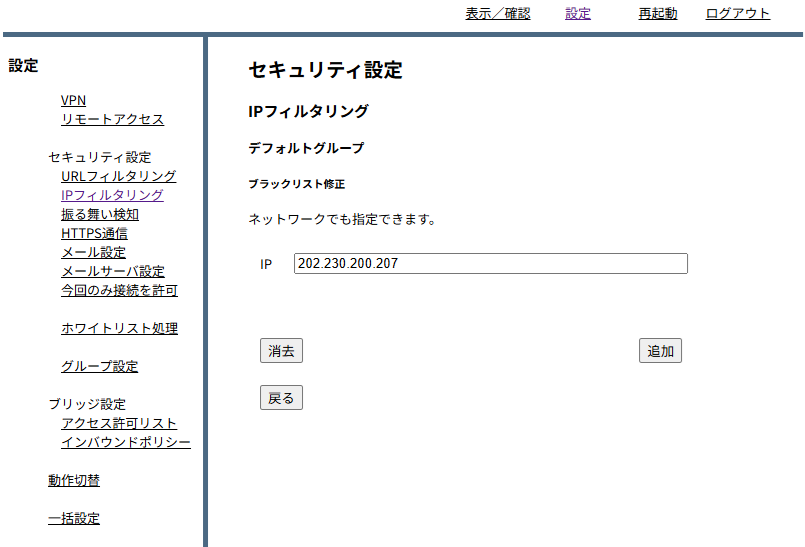 表示／確認 設定 再起動 ログアウト
設定
VPN
リモートアクセス
セキュリティ設定
URLフィルタリング
IPフィルタリング
振る舞い検知
HTTPS通信
メール設定
メールサーバ設定
今回のみ接続を許可
ホワイトリスト処理
グループ設定
ブリッジ設定
アクセス許可リスト
インバウンドポリシー
動作切替
一括設定
セキュリティ設定
IPフィルタリング
デフォルトグループ
ブラックリスト修正
ネットワークでも指定できます。
IP 202.230.200.207
消去 追加
戻る